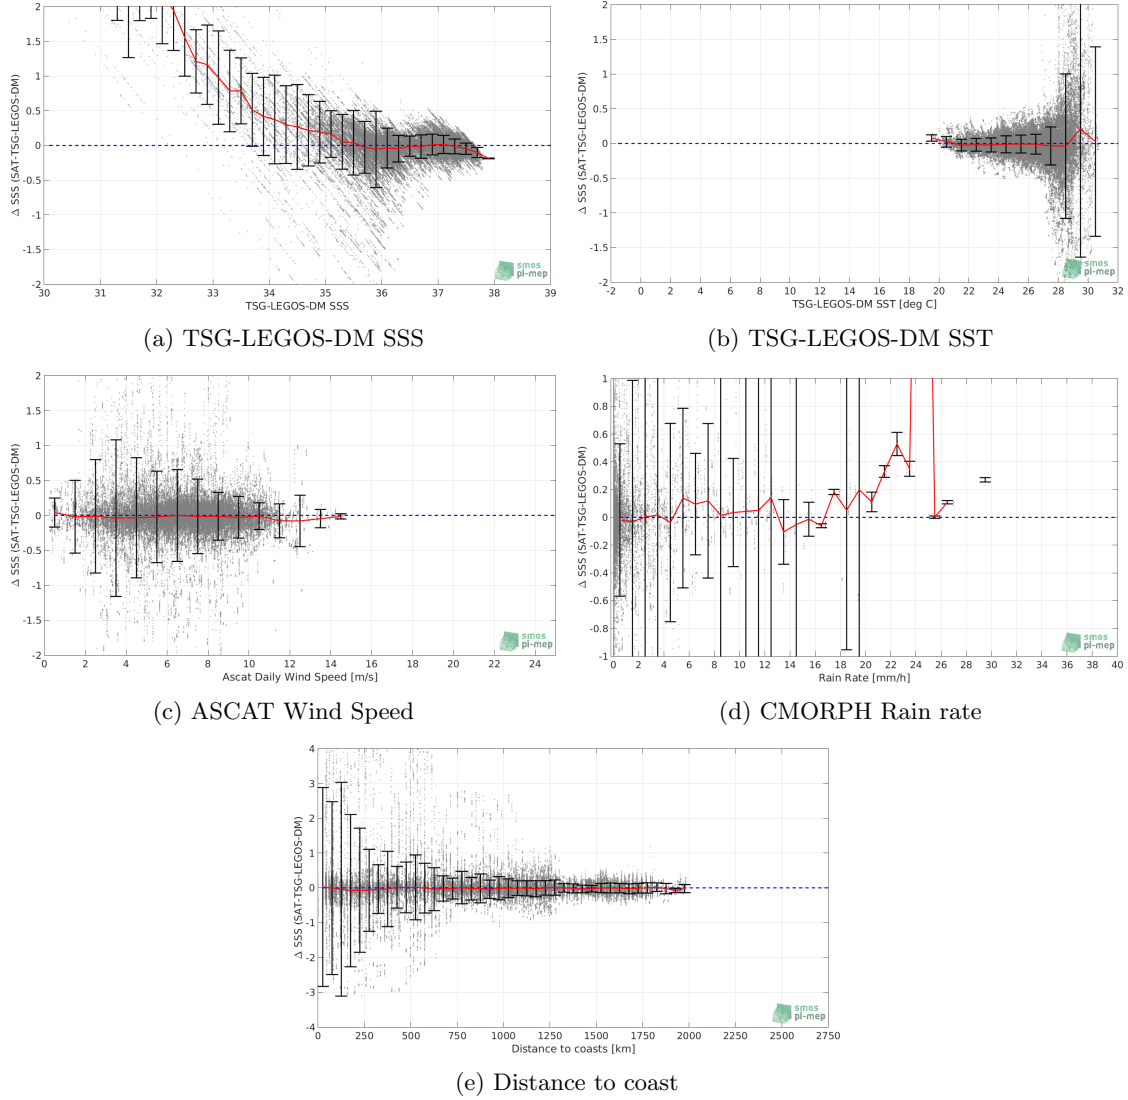 2
1.5
1
0.5
0
-0.5
-1
-1.5
-2
Δ SSS (SAT-TSG-LEGOS-DM)
30 31 32 33 34 35 36 37 38 39
TSG-LEGOS-DM SSS
smos
pi-mep
(a) TSG-LEGOS-DM SSS
2
1.5
1
0.5
0
-0.5
-1
-1.5
-2
Δ SSS (SAT-TSG-LEGOS-DM)
-2 0 2 4 6 8 10 12 14 16 18 20 22 24 26 28 30 32
TSG-LEGOS-DM SST [deg C]
smos
pi-mep
(b) TSG-LEGOS-DM SST
2
1.5
1
0.5
0
-0.5
-1
-1.5
-2
Δ SSS (SAT-TSG-LEGOS-DM)
0 2 4 6 8 10 12 14 16 18 20 22 24
Ascat Daily Wind Speed [m/s]
smos
pi-mep
(c) ASCAT Wind Speed
1
0.8
0.6
0.4
0.2
0
-0.2
-0.4
-0.6
-0.8
-1
Δ SSS (SAT-TSG-LEGOS-DM)
0 2 4 6 8 10 12 14 16 18 20 22 24 26 28 30 32 34 36 38 40
Rain Rate [mm/h]
smos
pi-mep
(d) CMORPH Rain rate
4
3
2
1
0
-1
-2
-3
-4
Δ SSS (SAT-TSG-LEGOS-DM)
0 250 500 750 1000 1250 1500 1750 2000 2250 2500 2750
Distance to coasts [km]
smos
pi-mep
(e) Distance to coast